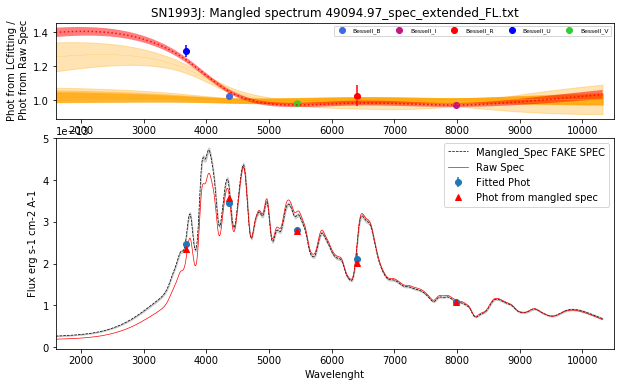 SN1993J: Mangled spectrum 49094.97_spec_extended_FL.txt
Phot from LCfitting /
Phot from Raw Spec
1.4
1.2
1.0
Bessell_B
Bessell_I
Bessell_R
Bessell_U
Bessell_V
2000 3000 4000 5000 6000 7000 8000 9000 10000
Flux erg s-1 cm-2 A-1
5
4
3
2
1
0
Mangled_Spec FAKE SPEC
Raw Spec
Fitted Phot
Phot from mangled spec
2000 3000 4000 5000 6000 7000 8000 9000 10000
Wavelenght